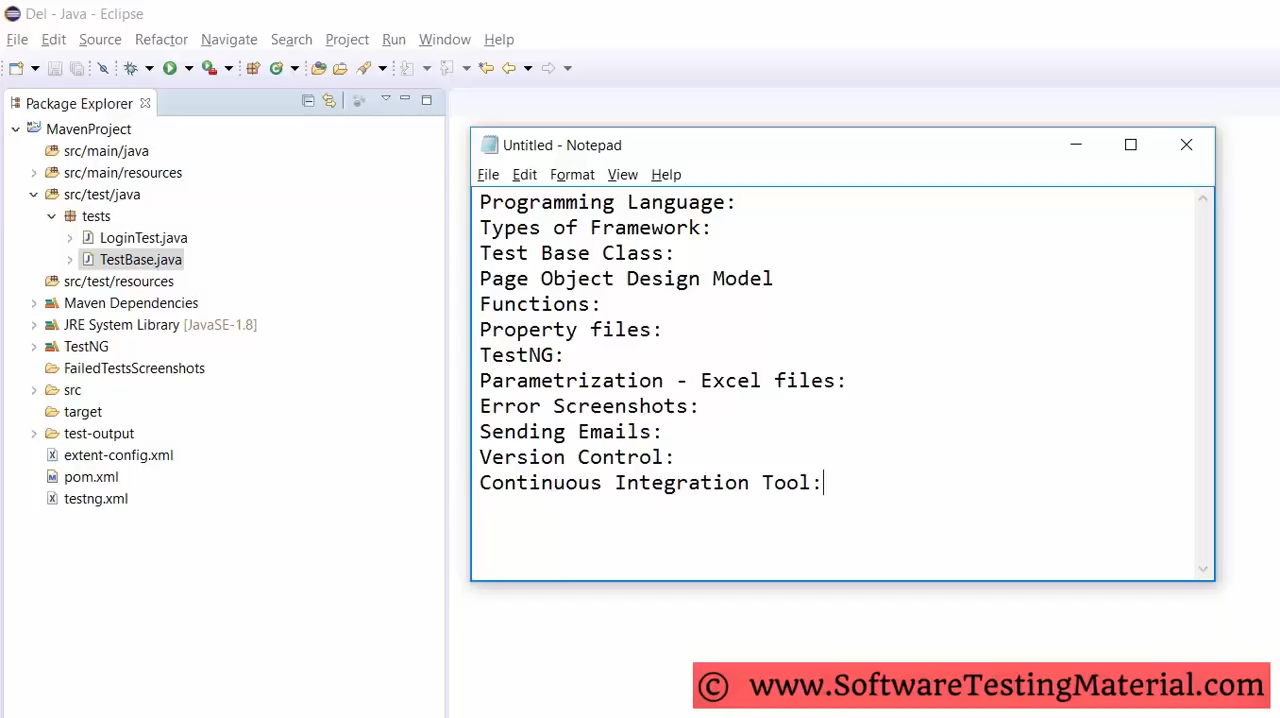 Del - Java - Eclipse
File Edit Source Refactor Navigate Search Project Run Window Help
Package Explorer
MavenProject
src/main/java
src/main/resources
src/test/java
tests
LoginTest.java
TestBase.java
src/test/resources
Maven Dependencies
JRE System Library [JavaSE-1.8]
TestNG
FailedTestsScreenshots
src
target
test-output
extent-config.xml
pom.xml
testng.xml
Untitled - Notepad
File Edit Format View Help
Programming Language:
Types of Framework:
Test Base Class:
Page Object Design Model
Functions:
Property files:
TestNG:
Parametrization - Excel files:
Error Screenshots:
Sending Emails:
Version Control:
Continuous Integration Tool:
© www.SoftwareTestingMaterial.com